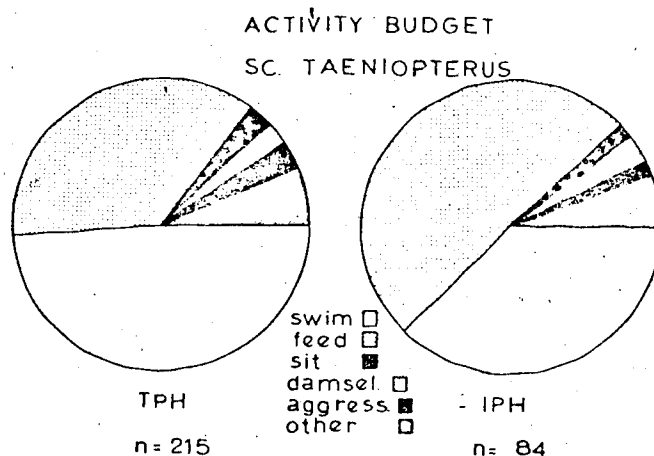 ACTIVITY BUDGET
SC. TAENIOPTERUS
swim
feed
sit
damsel.
aggress.
other
TPH
- IPH
n= 215
n= 84